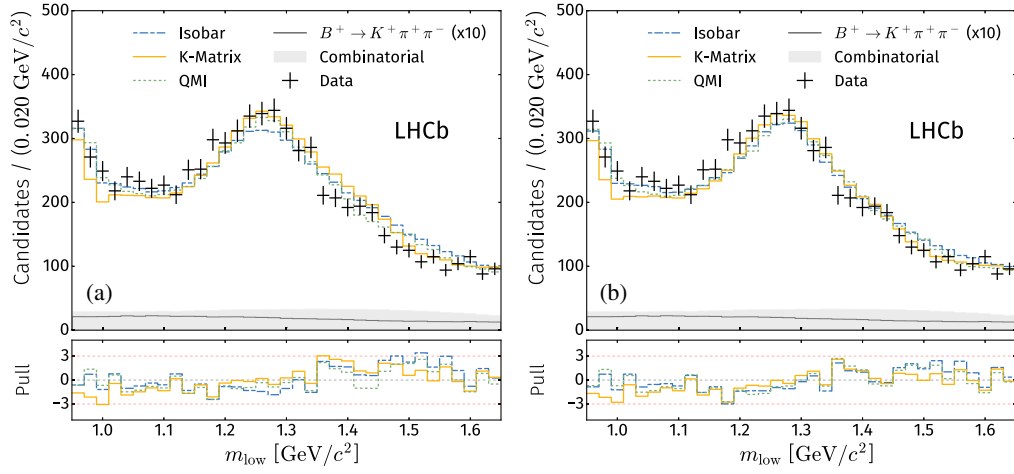 500
400
300
200
100
0
Candidates / (0.020 GeV/c²)
Isobar
K-Matrix
QMI
B⁺ → K⁺ π⁺ π⁻ (x10)
Combinatorial
Data
LHCb
(a)
3
0
−3
Pull
1.0 1.1 1.2 1.3 1.4 1.5 1.6
m_low [GeV/c²]
500
400
300
200
100
0
Candidates / (0.020 GeV/c²)
Isobar
K-Matrix
QMI
B⁺ → K⁺ π⁺ π⁻ (x10)
Combinatorial
Data
LHCb
(b)
3
0
−3
Pull
1.0 1.1 1.2 1.3 1.4 1.5 1.6
m_low [GeV/c²]